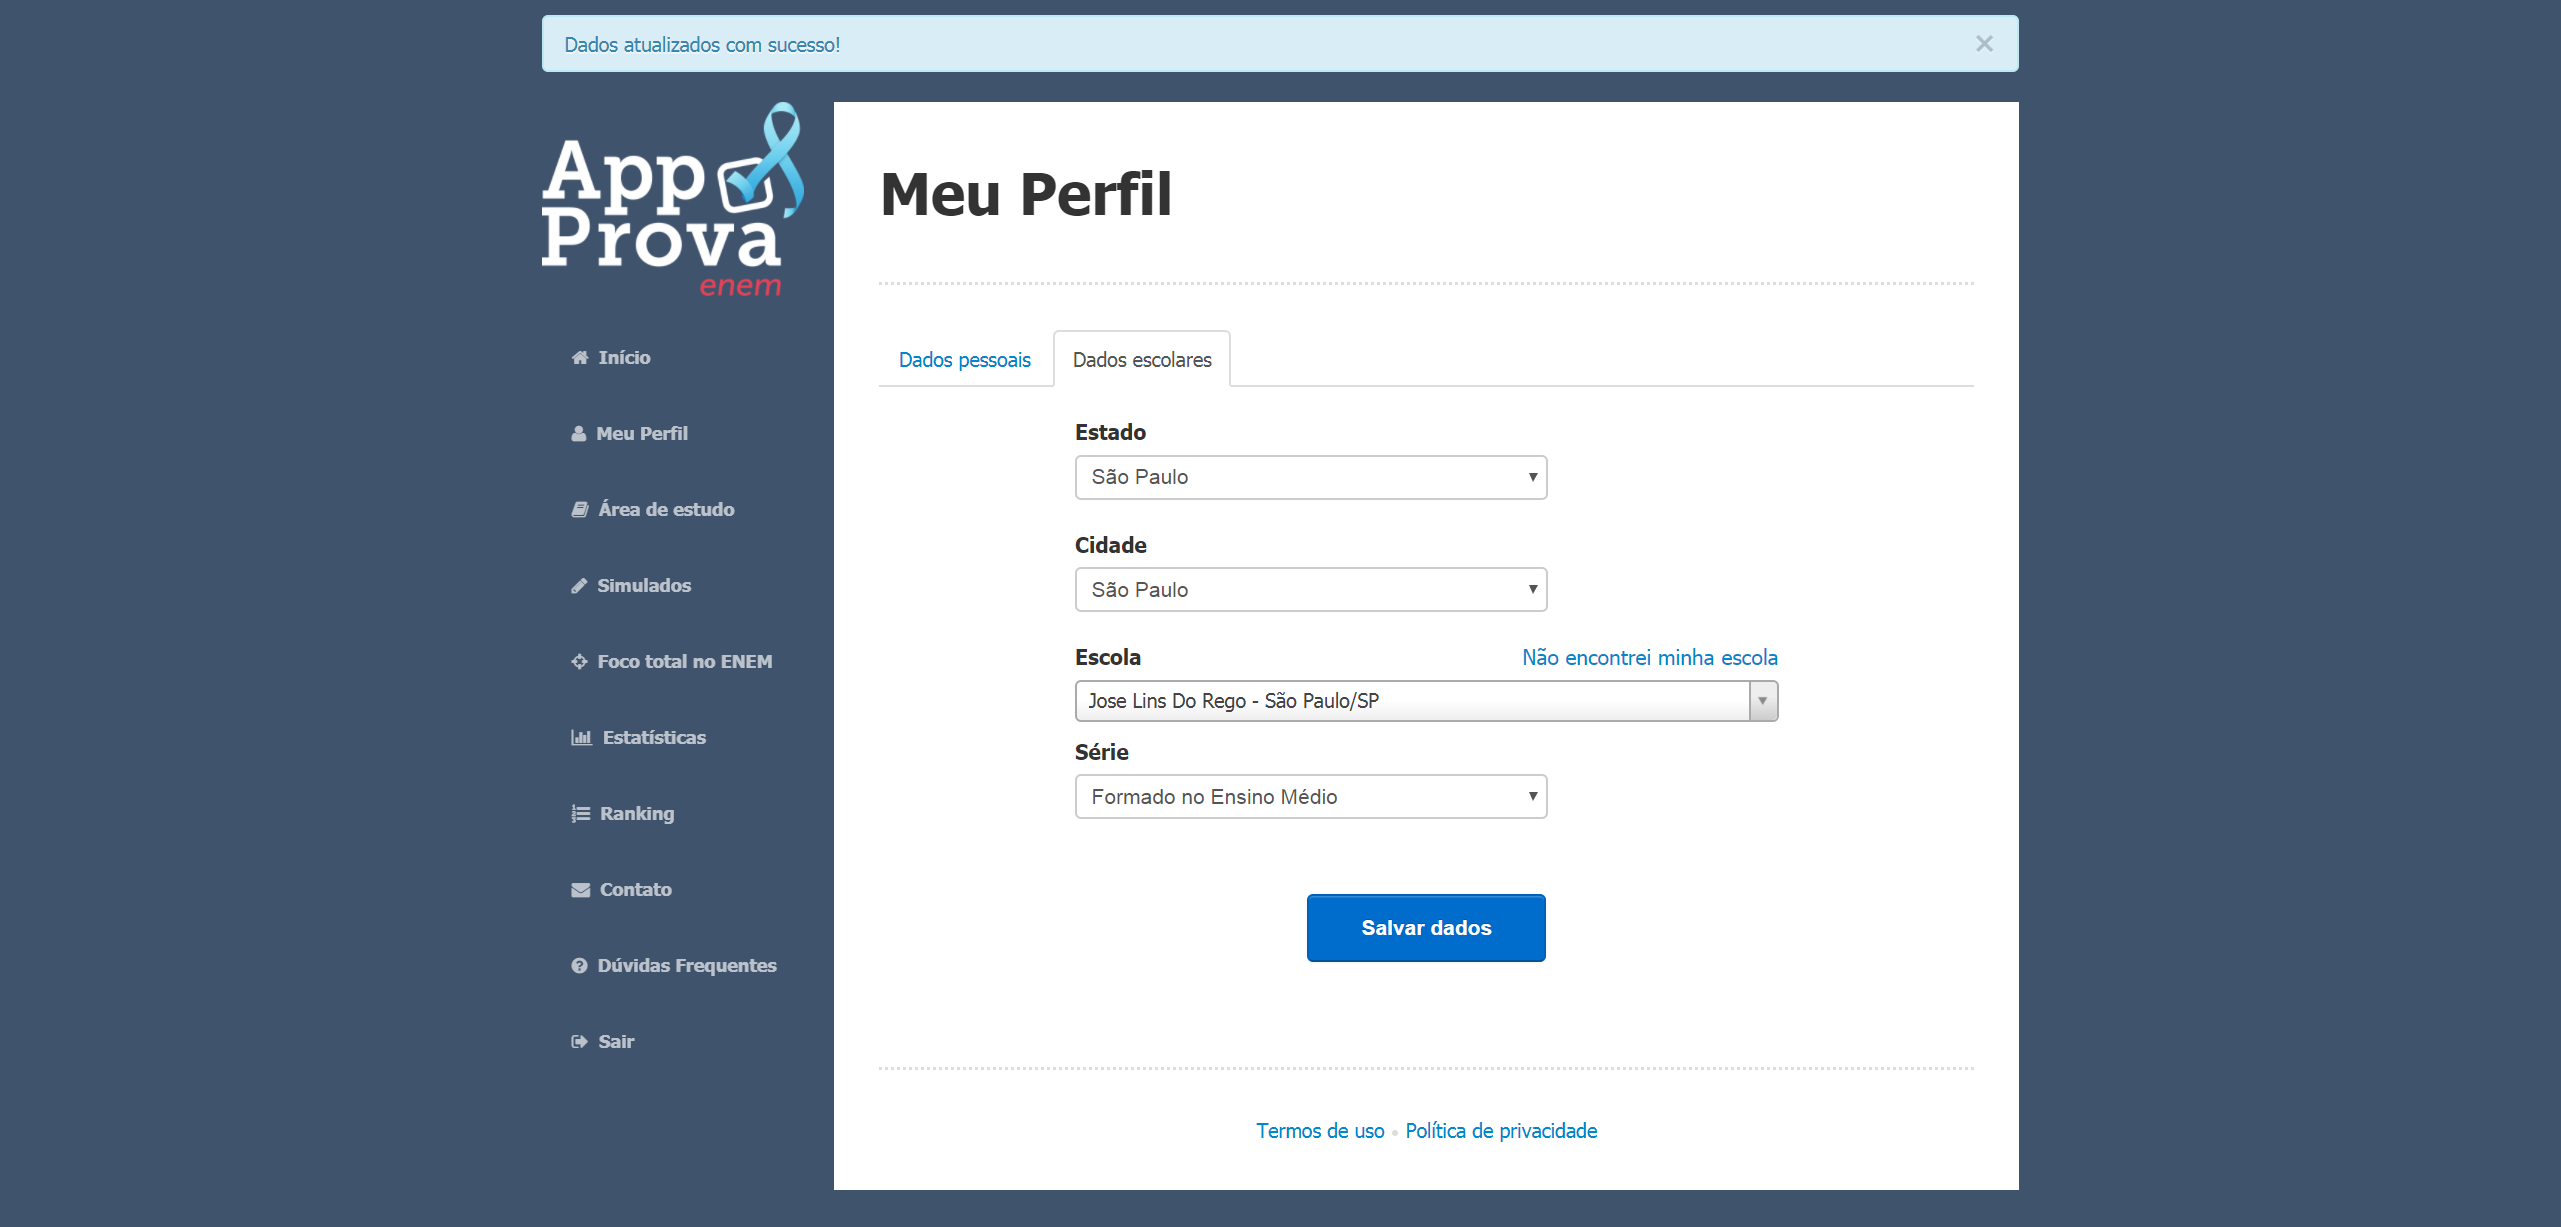 Dados atualizados com sucesso!
×
App
Prova
enem
Início
Meu Perfil
Área de estudo
Simulados
Foco total no ENEM
Estatísticas
Ranking
Contato
Dúvidas Frequentes
Sair
Meu Perfil
Dados pessoais
Dados escolares
Estado
São Paulo
Cidade
São Paulo
Escola
Não encontrei minha escola
Jose Lins Do Rego - São Paulo/SP
Série
Formado no Ensino Médio
Salvar dados
Termos de uso • Política de privacidade